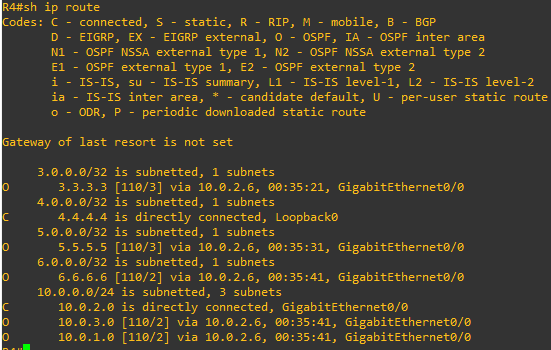 R4#sh ip route
Codes: C - connected, S - static, R - RIP, M - mobile, B - BGP
       D - EIGRP, EX - EIGRP external, O - OSPF, IA - OSPF inter area
       N1 - OSPF NSSA external type 1, N2 - OSPF NSSA external type 2
       E1 - OSPF external type 1, E2 - OSPF external type 2
       i - IS-IS, su - IS-IS summary, L1 - IS-IS level-1, L2 - IS-IS level-2
       ia - IS-IS inter area, * - candidate default, U - per-user static route
       o - ODR, P - periodic downloaded static route
Gateway of last resort is not set
     3.0.0.0/32 is subnetted, 1 subnets
O       3.3.3.3 [110/3] via 10.0.2.6, 00:35:21, GigabitEthernet0/0
     4.0.0.0/32 is subnetted, 1 subnets
C       4.4.4.4 is directly connected, Loopback0
     5.0.0.0/32 is subnetted, 1 subnets
O       5.5.5.5 [110/3] via 10.0.2.6, 00:35:31, GigabitEthernet0/0
     6.0.0.0/32 is subnetted, 1 subnets
O       6.6.6.6 [110/2] via 10.0.2.6, 00:35:41, GigabitEthernet0/0
     10.0.0.0/24 is subnetted, 3 subnets
C       10.0.2.0 is directly connected, GigabitEthernet0/0
O       10.0.3.0 [110/2] via 10.0.2.6, 00:35:41, GigabitEthernet0/0
O       10.0.1.0 [110/2] via 10.0.2.6, 00:35:41, GigabitEthernet0/0
R4#